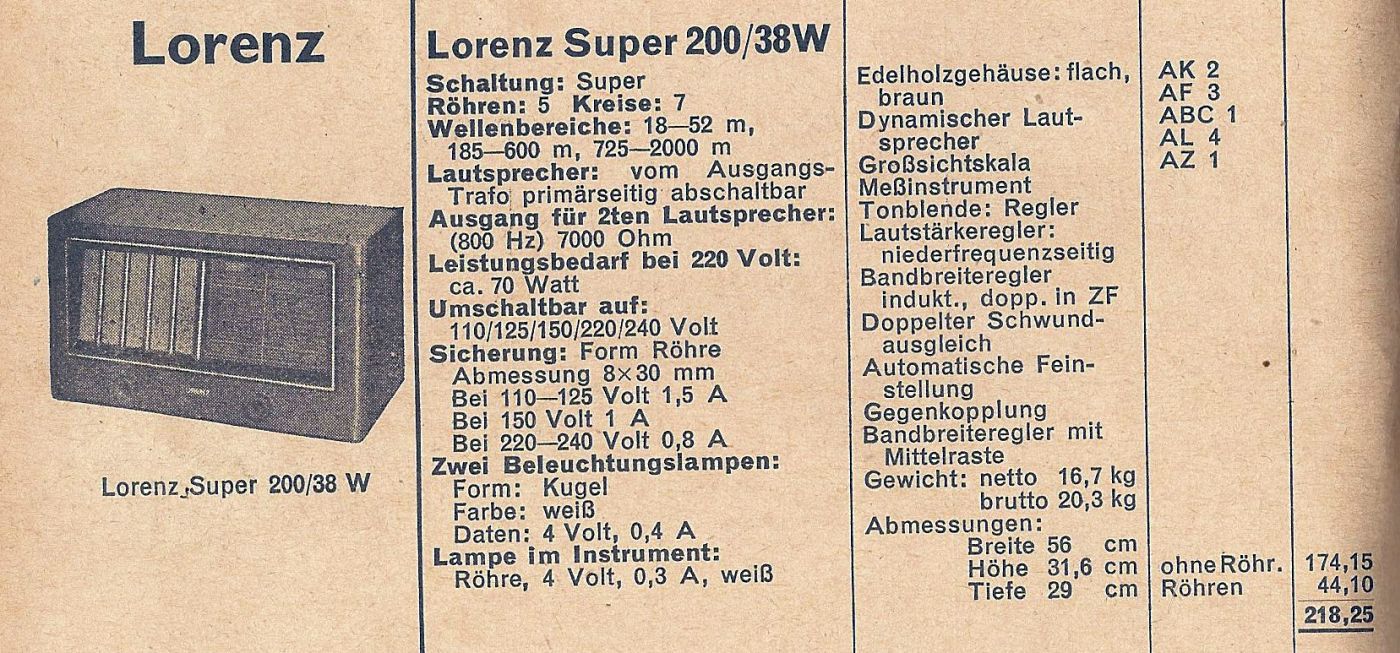 Lorenz
LORENZ
Lorenz Super 200/38 W
Lorenz Super 200/38W
Schaltung: Super
Röhren: 5 Kreise: 7
Wellenbereiche: 18—52 m,
185—600 m, 725—2000 m
Lautsprecher: vom Ausgangs-
Trafo primärseitig abschaltbar
Ausgang für 2ten Lautsprecher:
(800 Hz) 7000 Ohm
Leistungsbedarf bei 220 Volt:
ca. 70 Watt
Umschaltbar auf:
110/125/150/220/240 Volt
Sicherung: Form Röhre
Abmessung 8×30 mm
Bei 110—125 Volt 1,5 A
Bei 150 Volt 1 A
Bei 220—240 Volt 0,8 A
Zwei Beleuchtungslampen:
Form: Kugel
Farbe: weiß
Daten: 4 Volt, 0,4 A
Lampe im Instrument:
Röhre, 4 Volt, 0,3 A, weiß
Edelholzgehäuse: flach,
braun
Dynamischer Laut-
sprecher
Großsichtskala
Meßinstrument
Tonblende: Regler
Lautstärkeregler:
niederfrequenzseitig
Bandbreiteregler
indukt., dopp. in ZF
Doppelter Schwund-
ausgleich
Automatische Fein-
stellung
Gegenkopplung
Bandbreiteregler mit
Mittelraste
Gewicht: netto 16,7 kg
brutto 20,3 kg
Abmessungen:
Breite 56 cm
Höhe 31,6 cm
Tiefe 29 cm
AK 2
AF 3
ABC 1
AL 4
AZ 1
ohne Röhr. 174,15
Röhren 44,10
218,25